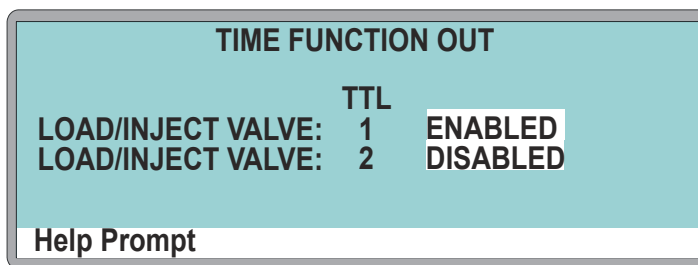 TIME FUNCTION OUT
TTL
LOAD/INJECT VALVE: 1 ENABLED
LOAD/INJECT VALVE: 2 DISABLED
Help Prompt